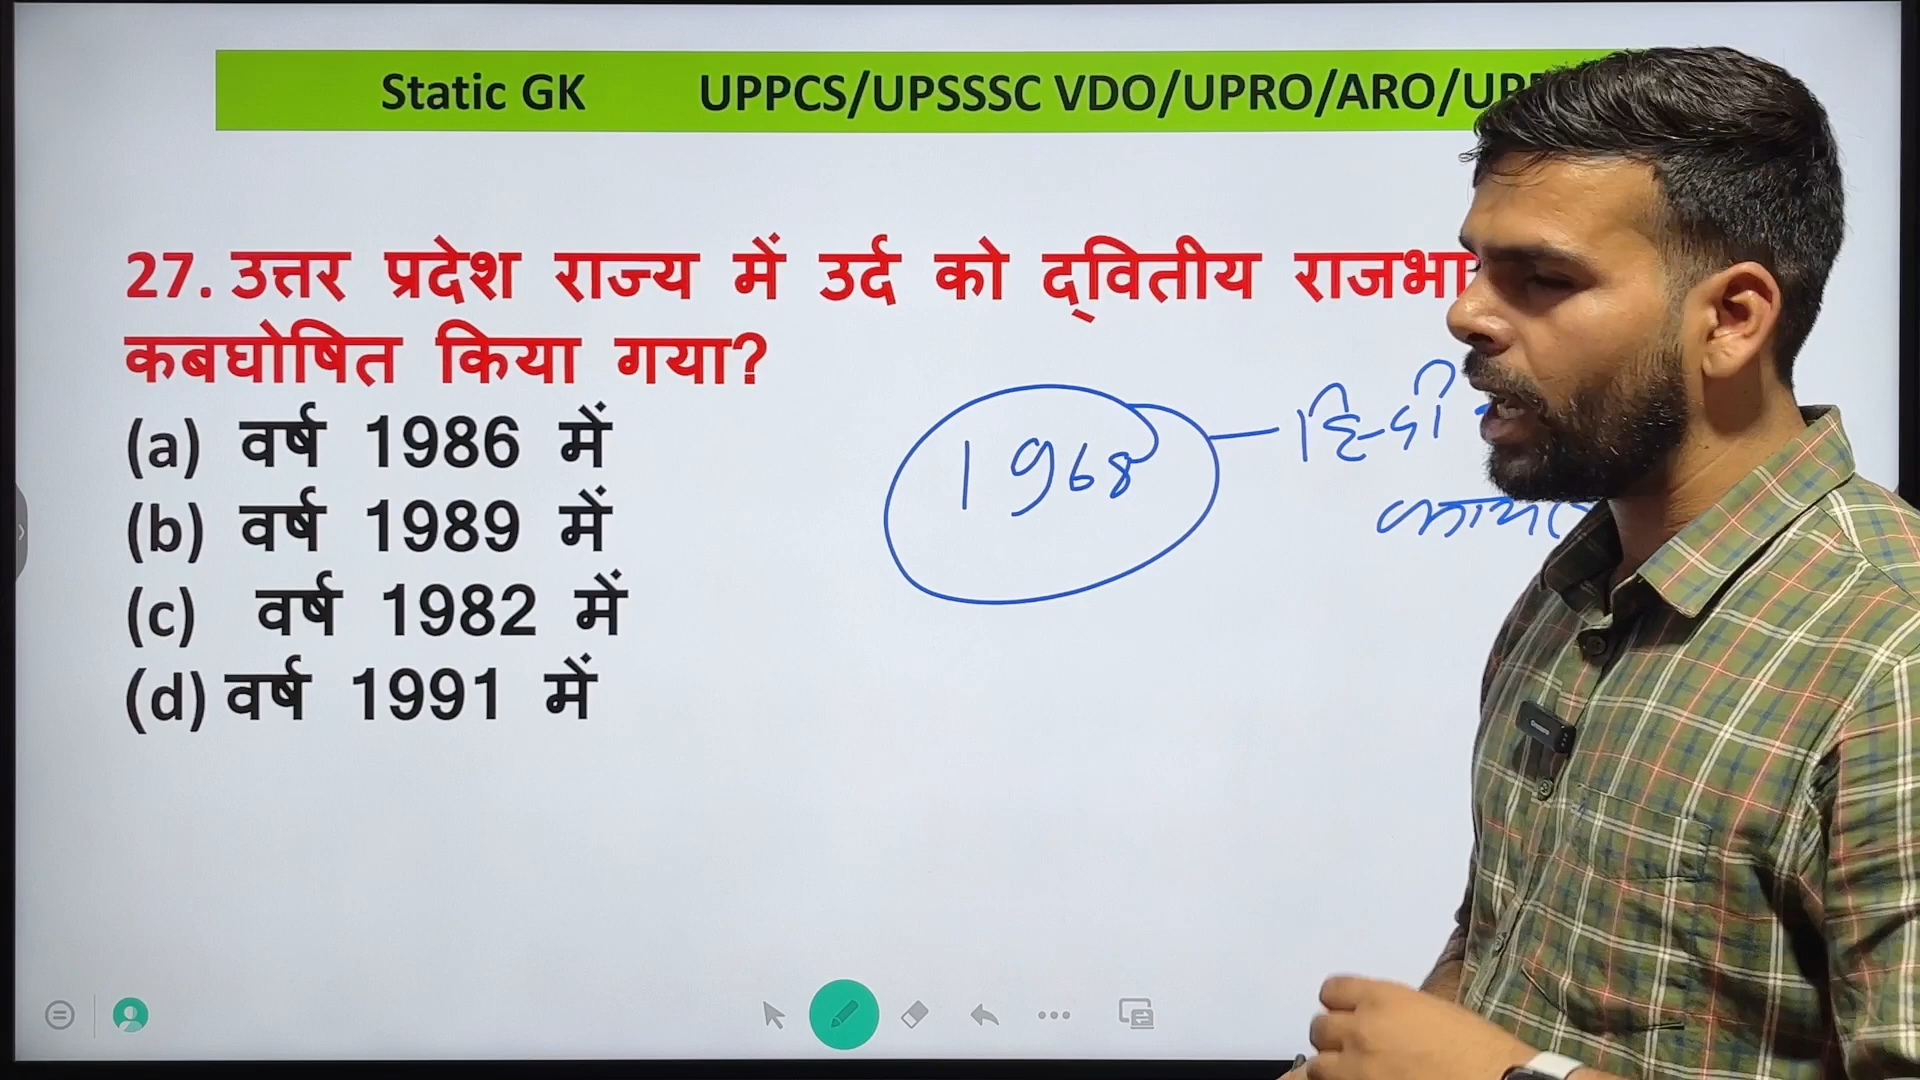 Static GK UPPCS/UPSSSC VDO/UPRO/ARO/UP
27. उत्तर प्रदेश राज्य में उर्द को द्वितीय राजभा
कबघोषित किया गया?
(a) वर्ष 1986 में
(b) वर्ष 1989 में
(c) वर्ष 1982 में
(d) वर्ष 1991 में
1968 हिन्दी